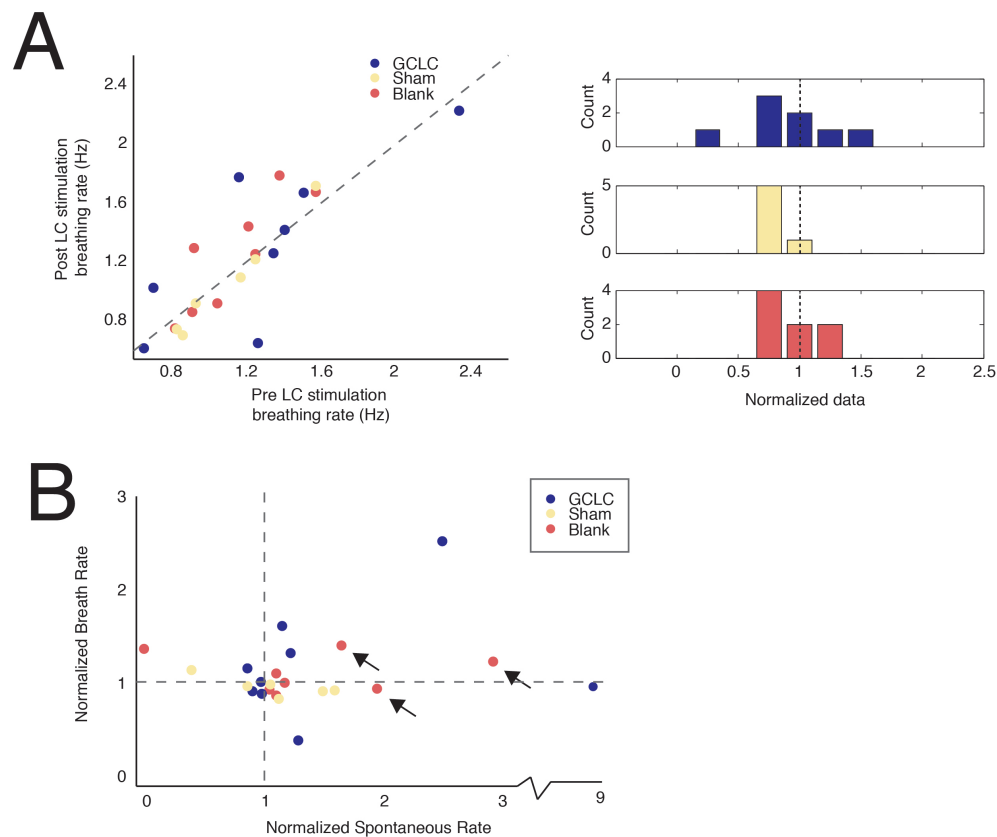 A
GCLC
Sham
Blank
2.4
2
1.6
1.2
0.8
Post LC stimulation
breathing rate (Hz)
0.8 1.2 1.6 2 2.4
Pre LC stimulation
breathing rate (Hz)
4
2
0
Count
5
0
Count
4
2
0
Count
0 0.5 1 1.5 2 2.5
Normalized data
B
GCLC
Sham
Blank
3
2
1
0
Normalized Breath Rate
0 1 2 3 9
Normalized Spontaneous Rate